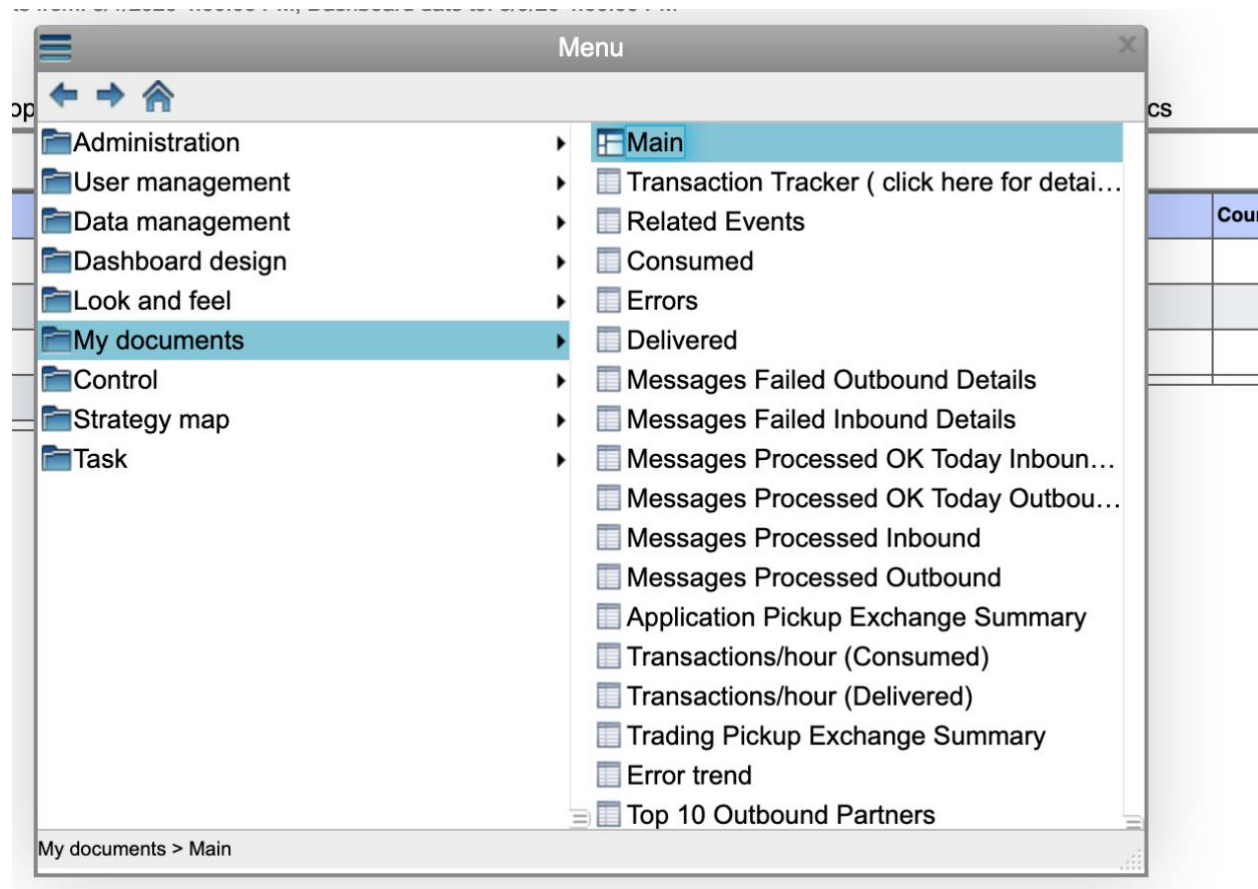 Menu
cs
Cour
Administration
User management
Data management
Dashboard design
Look and feel
My documents
Control
Strategy map
Task
Main
Transaction Tracker ( click here for detai...
Related Events
Consumed
Errors
Delivered
Messages Failed Outbound Details
Messages Failed Inbound Details
Messages Processed OK Today Inboun...
Messages Processed OK Today Outbou...
Messages Processed Inbound
Messages Processed Outbound
Application Pickup Exchange Summary
Transactions/hour (Consumed)
Transactions/hour (Delivered)
Trading Pickup Exchange Summary
Error trend
Top 10 Outbound Partners
My documents > Main